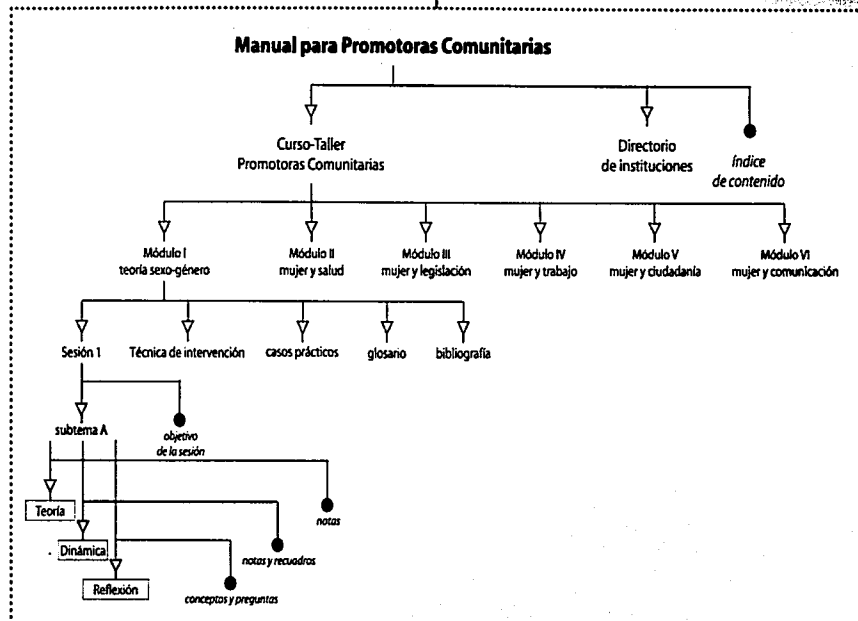 Manual para Promotoras Comunitarias
Curso-Taller
Promotoras Comunitarias
Directorio
de instituciones
índice
de contenido
Módulo I
teoría sexo-género
Módulo II
mujer y salud
Módulo III
mujer y legislación
Módulo IV
mujer y trabajo
Módulo V
mujer y ciudadanía
Módulo VI
mujer y comunicación
Sesión 1
Técnica de intervención
casos prácticos
glosario
bibliografía
subtema A
objetivo
de la sesión
Teoría
notas
Dinámica
notas y recuadros
Reflexión
conceptos y preguntas